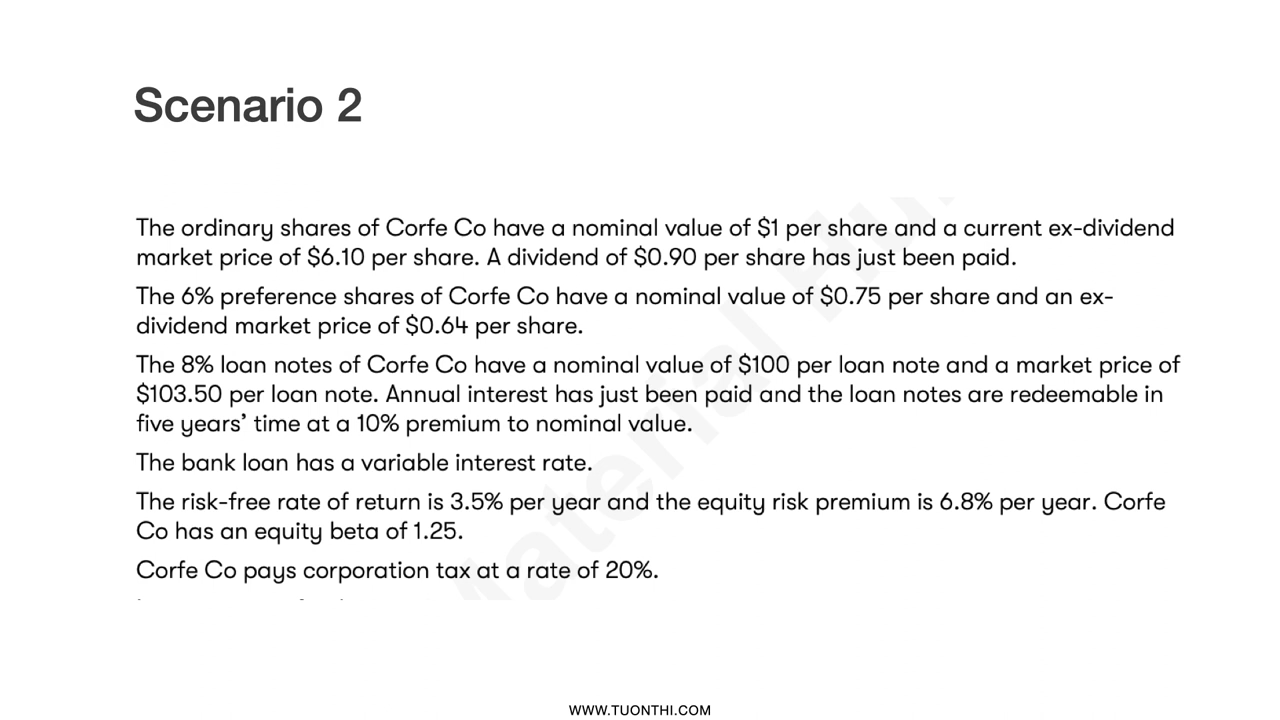 Scenario 2
The ordinary shares of Corfe Co have a nominal value of $1 per share and a current ex-dividend
market price of $6.10 per share. A dividend of $0.90 per share has just been paid.
The 6% preference shares of Corfe Co have a nominal value of $0.75 per share and an ex-
dividend market price of $0.64 per share.
The 8% loan notes of Corfe Co have a nominal value of $100 per loan note and a market price of
$103.50 per loan note. Annual interest has just been paid and the loan notes are redeemable in
five years’ time at a 10% premium to nominal value.
The bank loan has a variable interest rate.
The risk-free rate of return is 3.5% per year and the equity risk premium is 6.8% per year. Corfe
Co has an equity beta of 1.25.
Corfe Co pays corporation tax at a rate of 20%.
Material
WWW.TUONTHI.COM